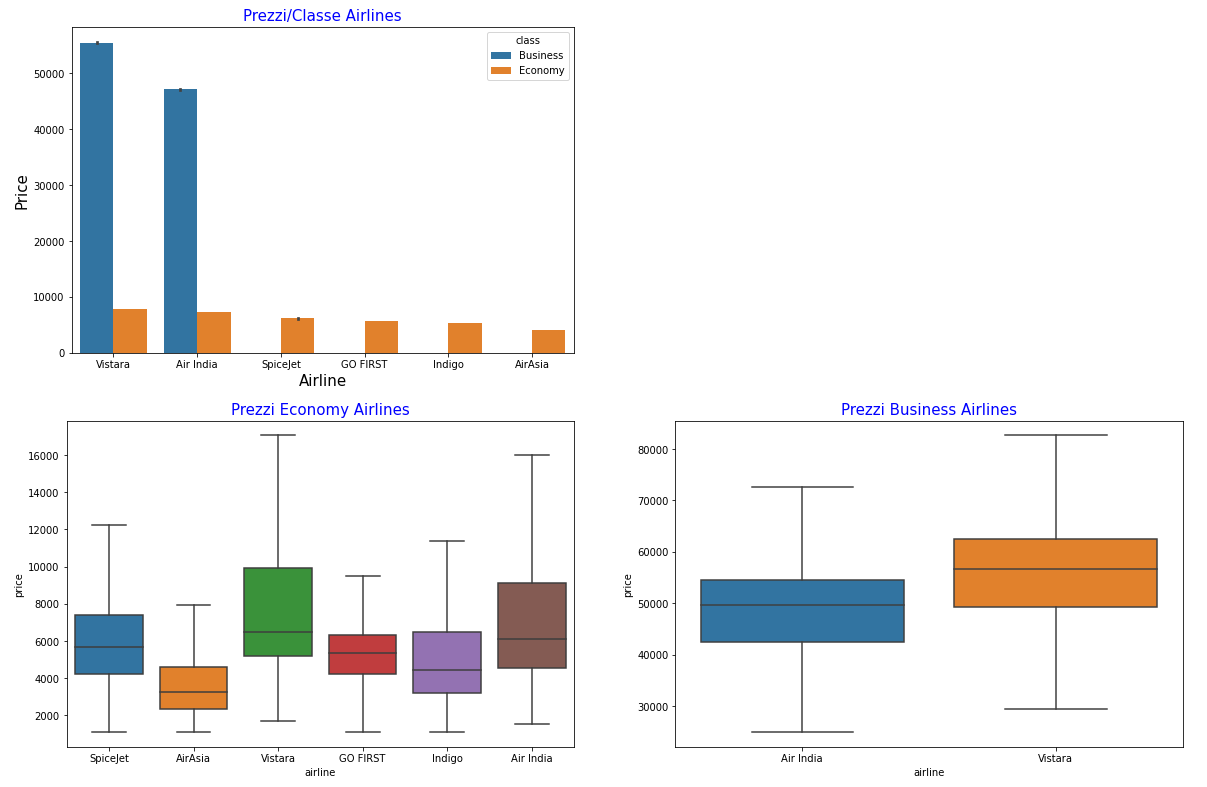 Prezzi/Classe Airlines
class
Business
Economy
Price
50000
40000
30000
20000
10000
0
Vistara Air India SpiceJet GO FIRST Indigo AirAsia
Airline
Prezzi Economy Airlines
price
16000
14000
12000
10000
8000
6000
4000
2000
SpiceJet AirAsia Vistara GO FIRST Indigo Air India
airline
Prezzi Business Airlines
price
80000
70000
60000
50000
40000
30000
Air India Vistara
airline